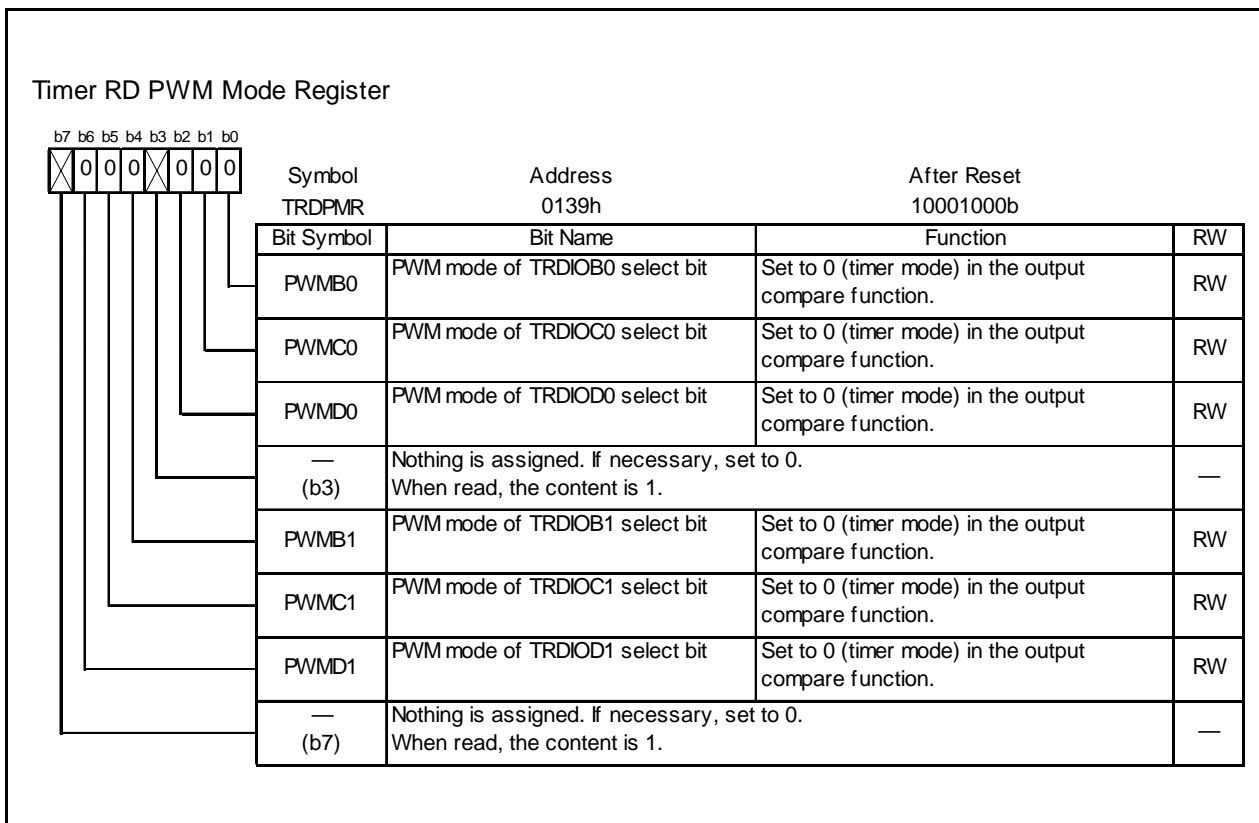 Timer RD PWM Mode Register
b7 b6 b5 b4 b3 b2 b1 b0
0 0 0 0 0 0
Symbol Address After Reset
TRDPMR 0139h 10001000b
Bit Symbol Bit Name Function RW
PWMB0 PWM mode of TRDIOB0 select bit Set to 0 (timer mode) in the output RW
compare function.
PWMC0 PWM mode of TRDIOC0 select bit Set to 0 (timer mode) in the output RW
compare function.
PWMD0 PWM mode of TRDIOD0 select bit Set to 0 (timer mode) in the output RW
compare function.
— Nothing is assigned. If necessary, set to 0. —
(b3) When read, the content is 1.
PWMB1 PWM mode of TRDIOB1 select bit Set to 0 (timer mode) in the output RW
compare function.
PWMC1 PWM mode of TRDIOC1 select bit Set to 0 (timer mode) in the output RW
compare function.
PWMD1 PWM mode of TRDIOD1 select bit Set to 0 (timer mode) in the output RW
compare function.
— Nothing is assigned. If necessary, set to 0. —
(b7) When read, the content is 1.